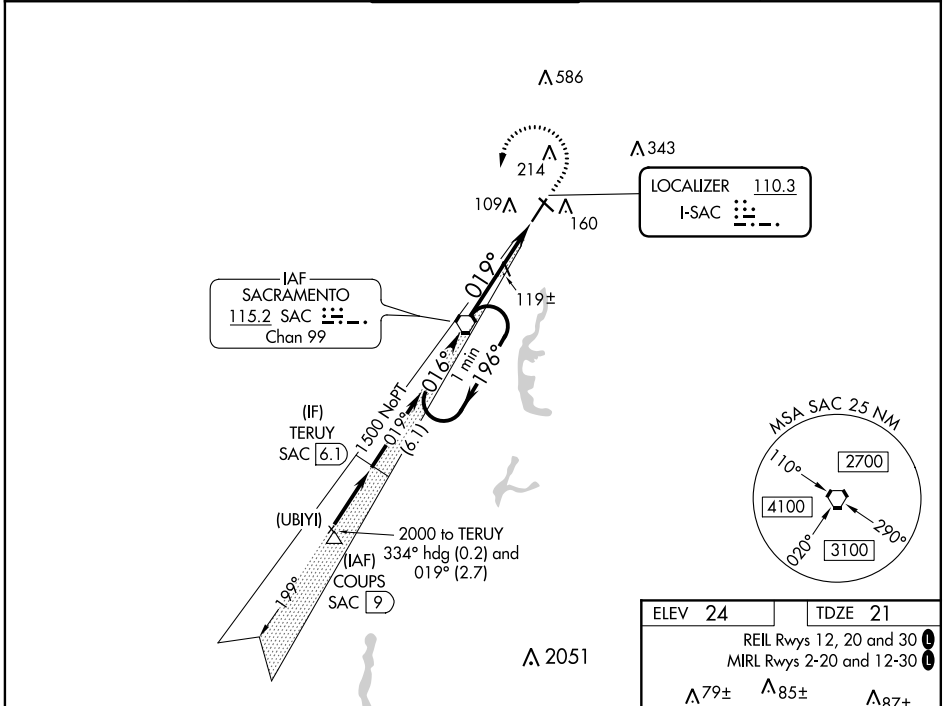 586
214
343
109
160
LOCALIZER 110.3
I-SAC
019°
119±
IAF
SACRAMENTO
115.2 SAC
Chan 99
016°
1 min
196°
1500 NoPT
019°
(6.1)
(IF)
TERUY
SAC 6.1
(UBIYI)
2000 to TERUY
334° hdg (0.2) and
019° (2.7)
(IAF)
COUPS
SAC 9
199°
MSA SAC 25 NM
110°
2700
4100
290°
020°
3100
2051
ELEV 24 TDZE 21
REIL Rwys 12, 20 and 30 L
MIRL Rwys 2-20 and 12-30 L
79± 85± 87±